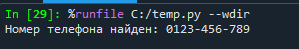 In [29]: %runfile C:/temp.py --wdir
Номер телефона найден: 0123-456-789